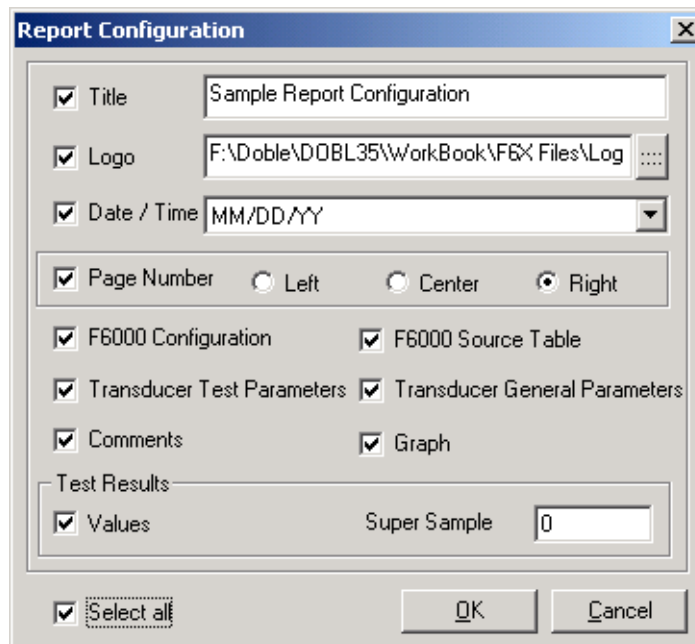 Report Configuration
Title Sample Report Configuration
Logo F:\Doble\DOBL35\WorkBook\F6X Files\Log
Date / Time MM/DD/YY
Page Number Left Center Right
F6000 Configuration F6000 Source Table
Transducer Test Parameters Transducer General Parameters
Comments Graph
Test Results
Values Super Sample 0
Select all OK Cancel